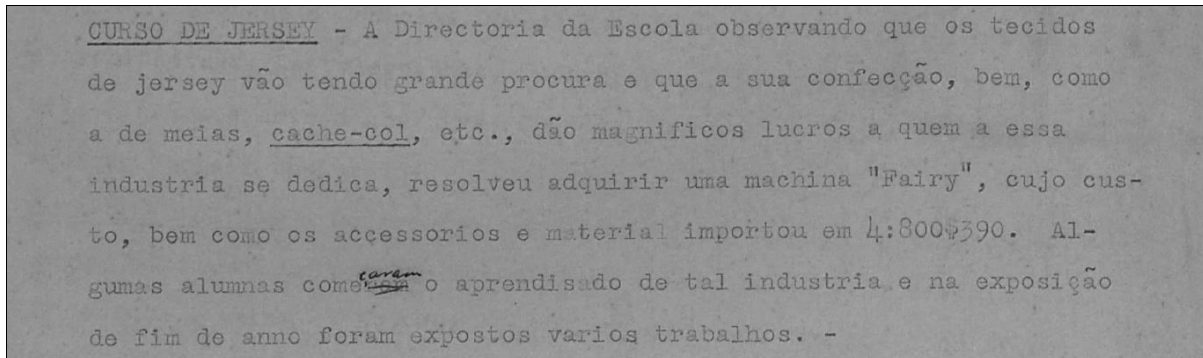 CURSO DE JERSEY - A Directoria da Escola observando que os tecidos
de jersey vão tendo grande procura e que a sua confecção, bem, como
a de meias, cache-col, etc., dão magnificos lucros a quem a essa
industria se dedica, resolveu adquirir uma machina "Fairy", cujo cus-
to, bem como os accessorios e material importou em 4:800$390. Al-
gumas alumnas começaram o aprendisado de tal industria e na exposição
de fim de anno foram expostos varios trabalhos. -